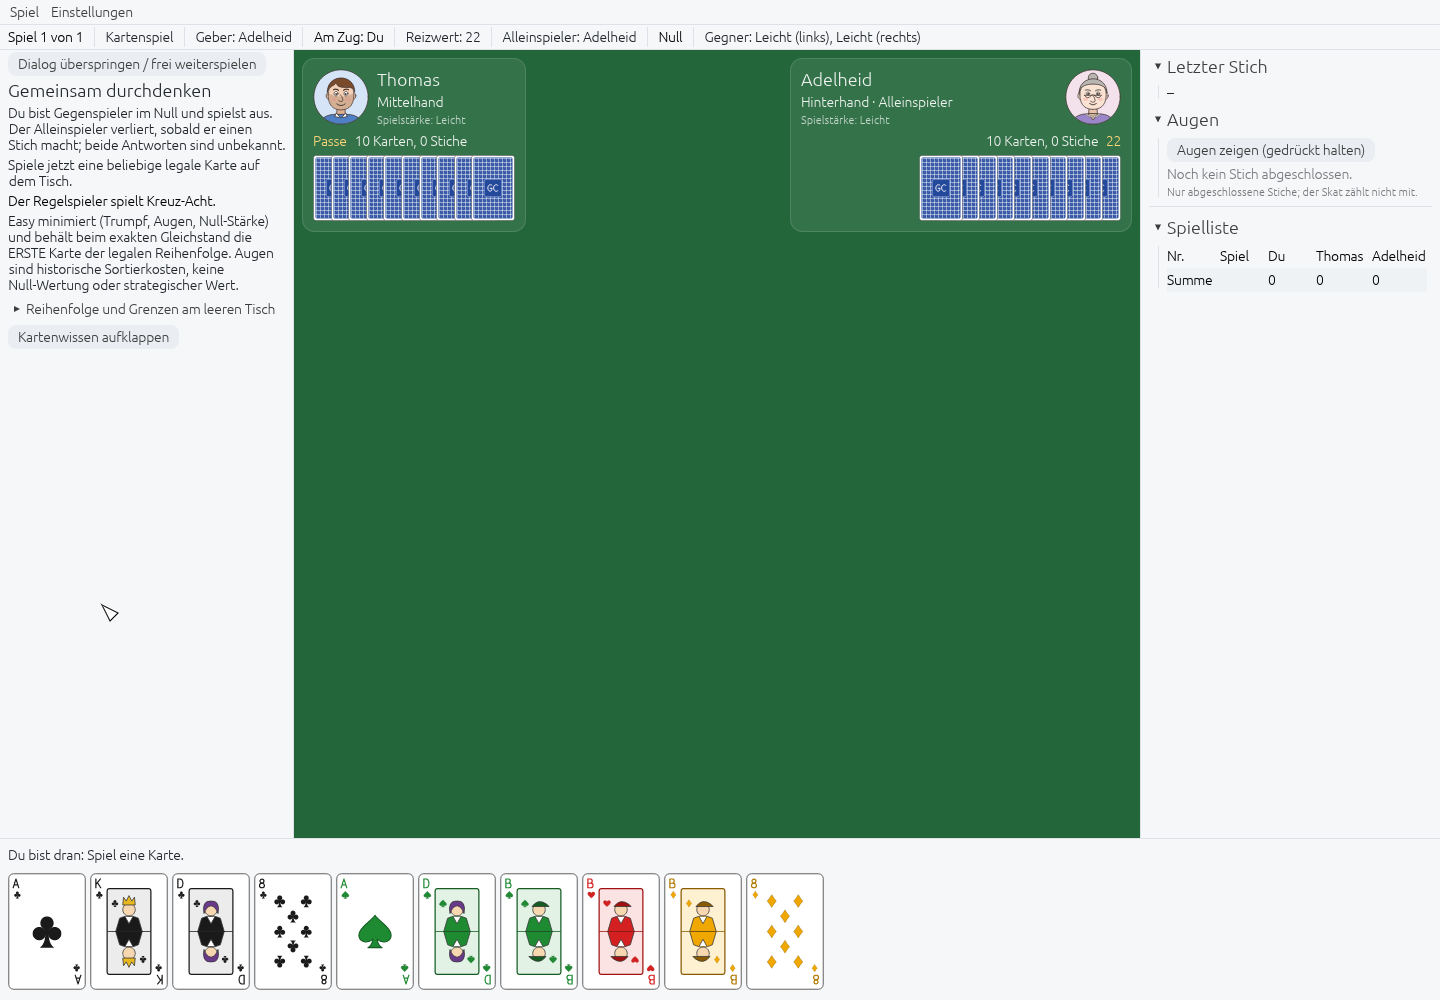 Spiel Einstellungen
Spiel 1 von 1 Kartenspiel Geber: Adelheid Am Zug: Du Reizwert: 22 Alleinspieler: Adelheid Null Gegner: Leicht (links), Leicht (rechts)
Dialog überspringen / frei weiterspielen
Gemeinsam durchdenken
Du bist Gegenspieler im Null und spielst aus.
Der Alleinspieler verliert, sobald er einen
Stich macht; beide Antworten sind unbekannt.
Spiele jetzt eine beliebige legale Karte auf
dem Tisch.
Der Regelspieler spielt Kreuz-Acht.
Easy minimiert (Trumpf, Augen, Null-Stärke)
und behält beim exakten Gleichstand die
ERSTE Karte der legalen Reihenfolge. Augen
sind historische Sortierkosten, keine
Null-Wertung oder strategischer Wert.
Reihenfolge und Grenzen am leeren Tisch
Kartenwissen aufklappen
Thomas
Mittelhand
Spielstärke: Leicht
Passe 10 Karten, 0 Stiche
GC
Adelheid
Hinterhand · Alleinspieler
Spielstärke: Leicht
10 Karten, 0 Stiche 22
GC
Letzter Stich
–
Augen
Augen zeigen (gedrückt halten)
Noch kein Stich abgeschlossen.
Nur abgeschlossene Stiche; der Skat zählt nicht mit.
Spielliste
Nr. Spiel Du Thomas Adelheid
Summe 0 0 0
Du bist dran: Spiel eine Karte.
A K D 8 A D B B B 8
A K D 8 A D B B B 8